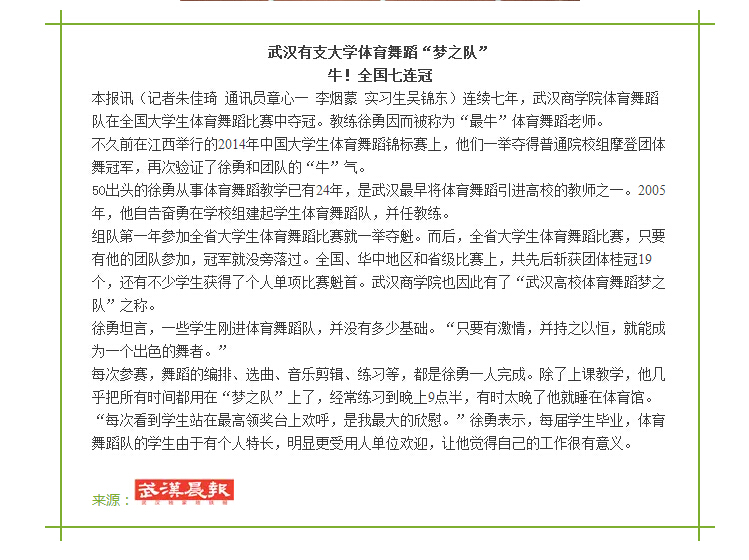 武汉有支大学体育舞蹈“梦之队”
牛！全国七连冠
本报讯（记者朱佳琦 通讯员章心一 李烟蒙 实习生吴锦东）连续七年，武汉商学院体育舞蹈
队在全国大学生体育舞蹈比赛中夺冠。教练徐勇因而被称为“最牛”体育舞蹈老师。
不久前在江西举行的2014年中国大学生体育舞蹈锦标赛上，他们一举夺得普通院校组摩登团体
舞冠军，再次验证了徐勇和团队的“牛”气。
50出头的徐勇从事体育舞蹈教学已有24年，是武汉最早将体育舞蹈引进高校的教师之一。2005
年，他自告奋勇在学校组建起学生体育舞蹈队，并任教练。
组队第一年参加全省大学生体育舞蹈比赛就一举夺魁。而后，全省大学生体育舞蹈比赛，只要
有他的团队参加，冠军就没旁落过。全国、华中地区和省级比赛上，共先后斩获团体桂冠19
个，还有不少学生获得了个人单项比赛魁首。武汉商学院也因此有了“武汉高校体育舞蹈梦之
队”之称。
徐勇坦言，一些学生刚进体育舞蹈队，并没有多少基础。“只要有激情，并持之以恒，就能成
为一个出色的舞者。”
每次参赛，舞蹈的编排、选曲、音乐剪辑、练习等，都是徐勇一人完成。除了上课教学，他几
乎把所有时间都用在“梦之队”上了，经常练习到晚上9点半，有时太晚了他就睡在体育馆。
“每次看到学生站在最高领奖台上欢呼，是我最大的欣慰。”徐勇表示，每届学生毕业，体育
舞蹈队的学生由于有个人特长，明显更受用人单位欢迎，让他觉得自己的工作很有意义。
来源：武漢晨報